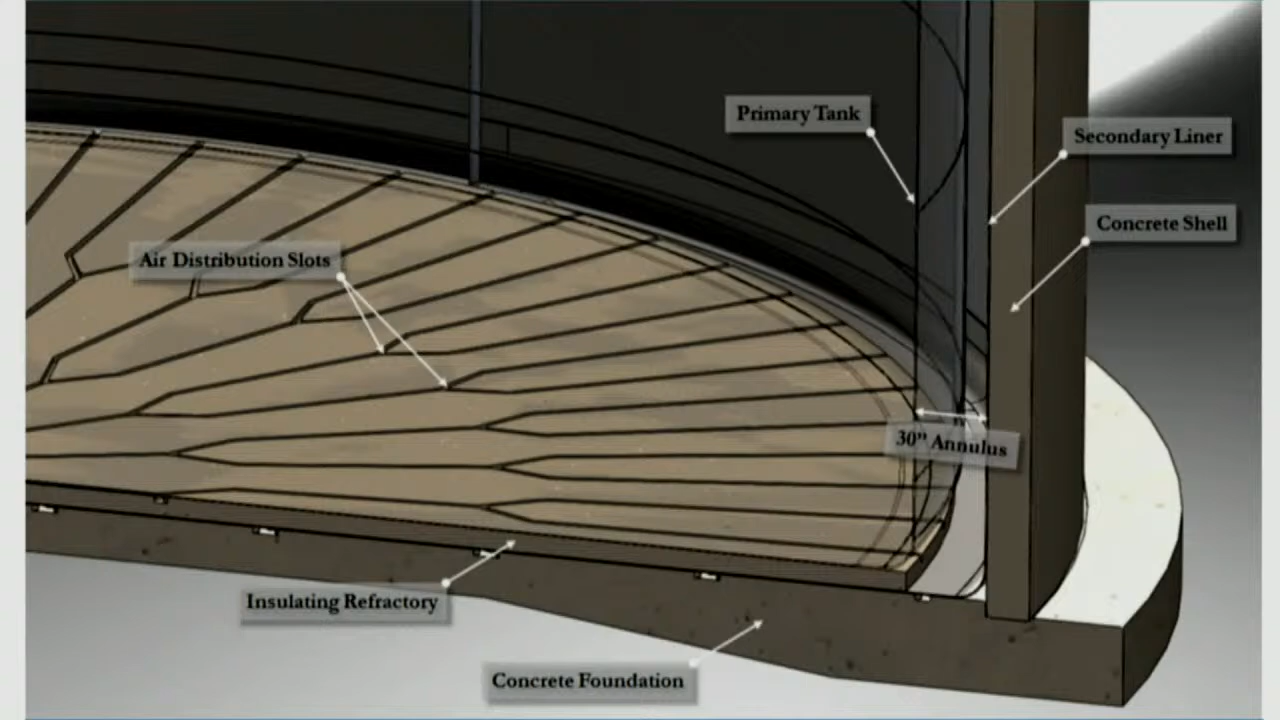 Primary Tank
Secondary Liner
Concrete Shell
Air Distribution Slots
30" Annulus
Insulating Refractory
Concrete Foundation